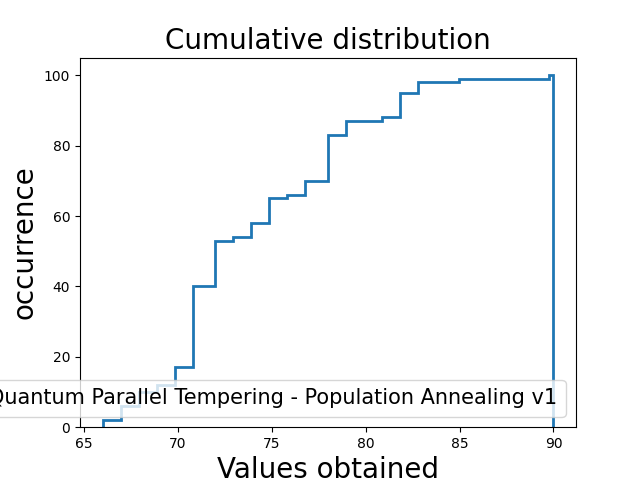 Cumulative distribution
occurrence
100
80
60
40
20
0
Parallel Tempering - Population Annealing v1
65 70 75 80 85 90
Values obtained